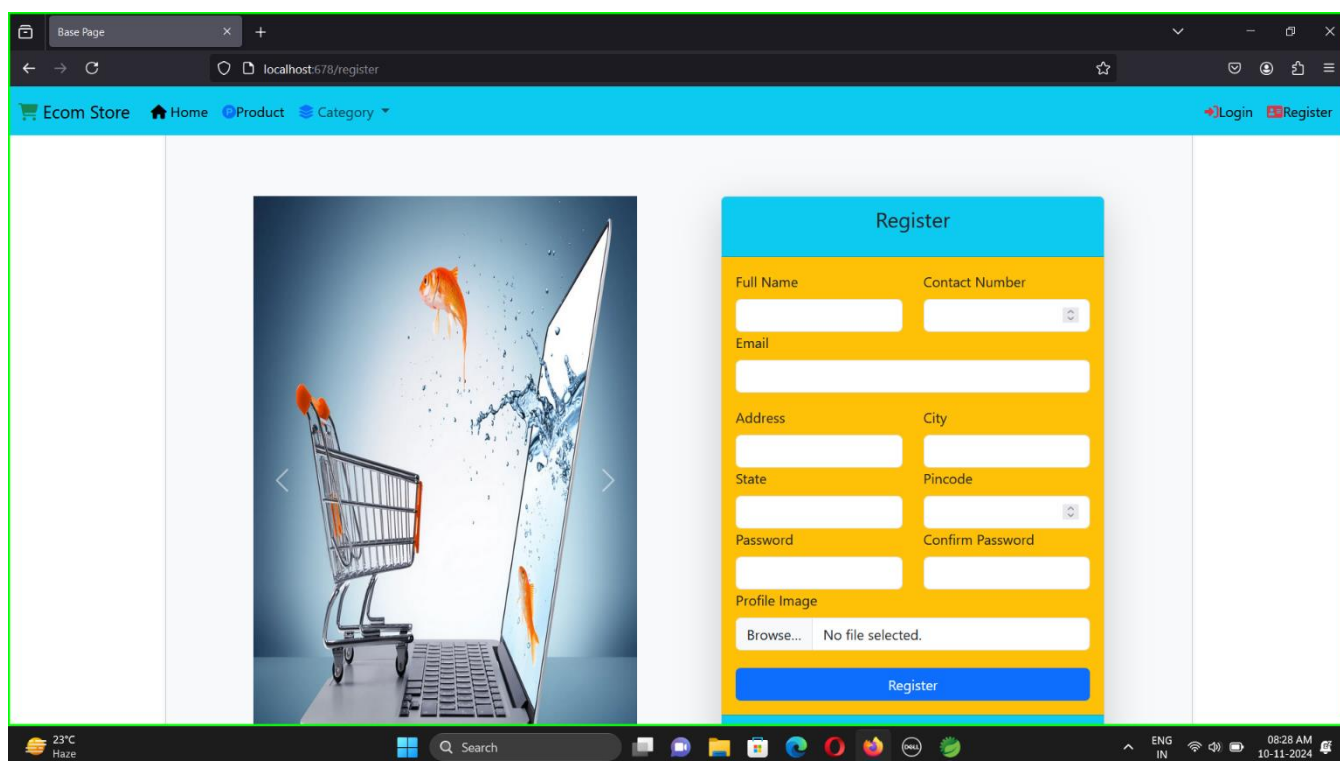 Base Page
localhost:678/register
Ecom Store Home Product Category Login Register
Register
Full Name Contact Number
Email
Address City
State Pincode
Password Confirm Password
Profile Image
Browse... No file selected.
Register
23°C
Haze
Search
DELL
ENG
IN
08:28 AM
10-11-2024